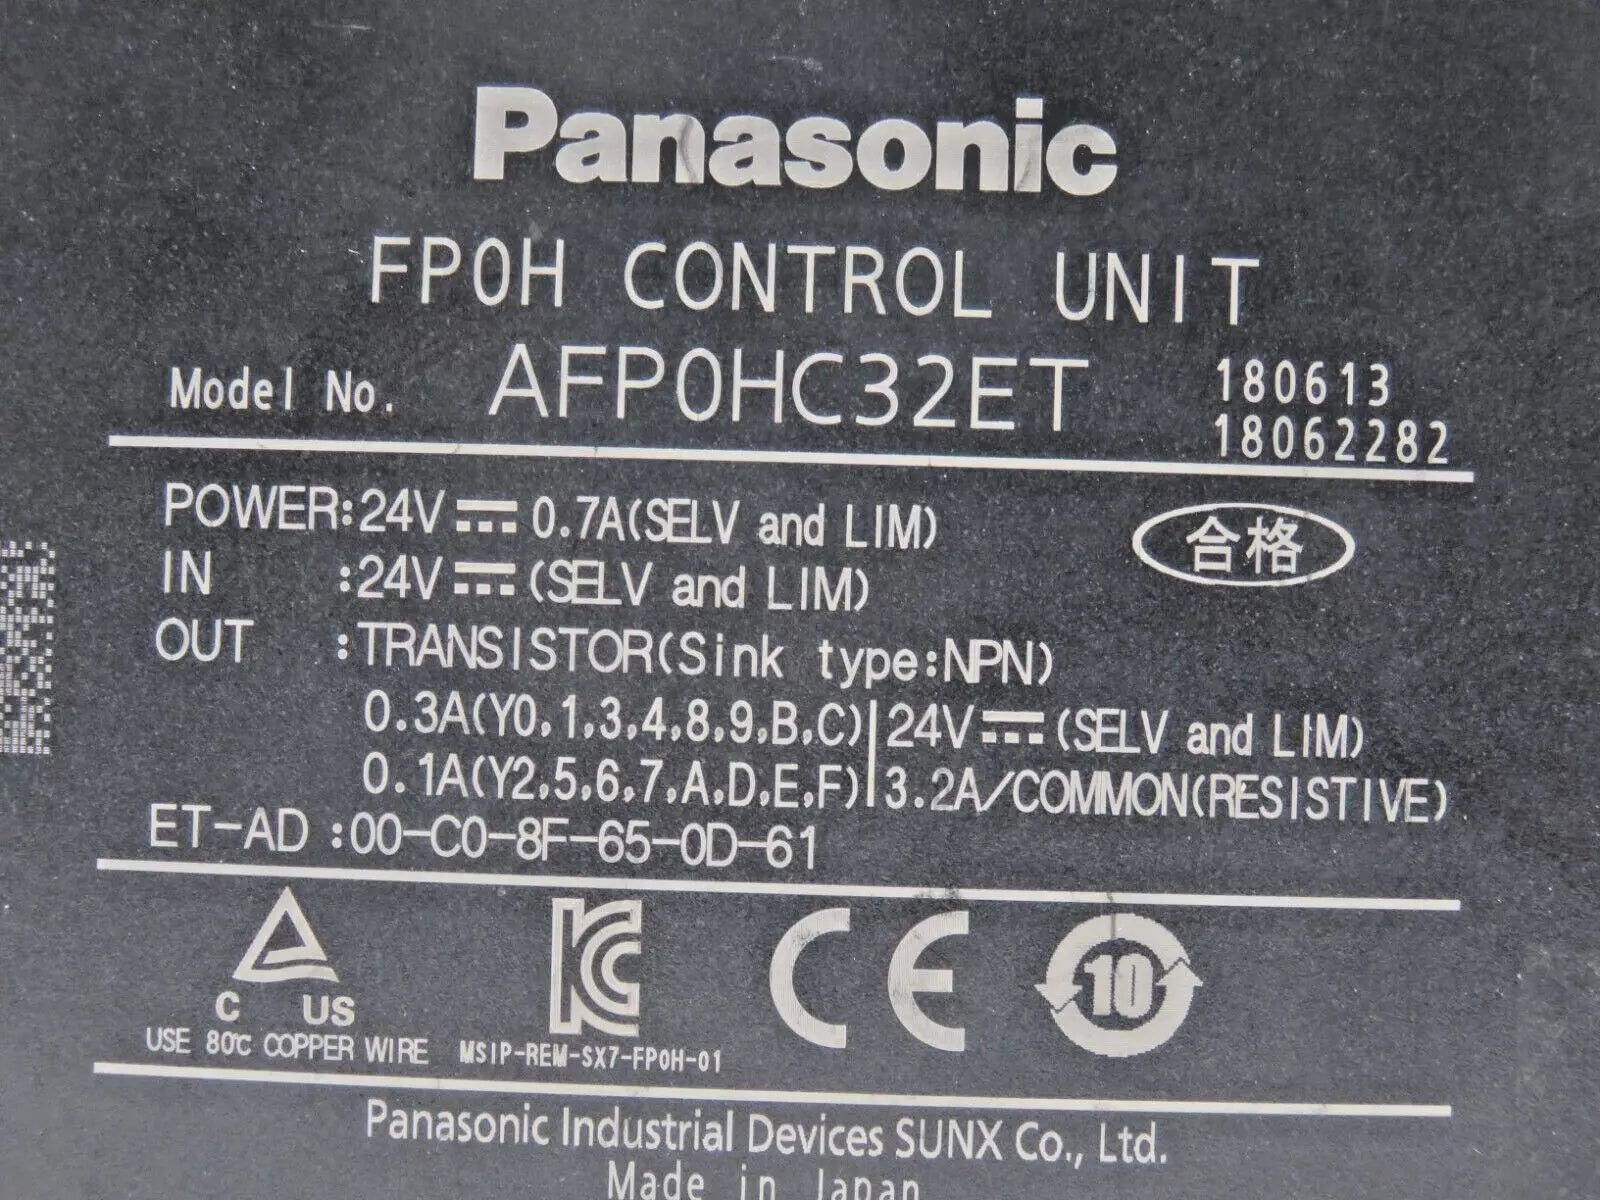 Panasonic
FP0H CONTROL UNIT
Model No. AFP0HC32ET 180613
18062282
POWER:24V⎓0.7A(SELV and LIM)
合格
IN :24V⎓(SELV and LIM)
OUT :TRANSISTOR(Sink type:NPN)
0.3A(Y0,1,3,4,8,9,B,C) 24V⎓(SELV and LIM)
0.1A(Y2,5,6,7,A,D,E,F) 3.2A/COMMON(RESISTIVE)
ET-AD :00-C0-8F-65-0D-61
C US
KC
CE
10
USE 80℃ COPPER WIRE MSIP-REM-SX7-FP0H-01
Panasonic Industrial Devices SUNX Co., Ltd.
Made in Japan